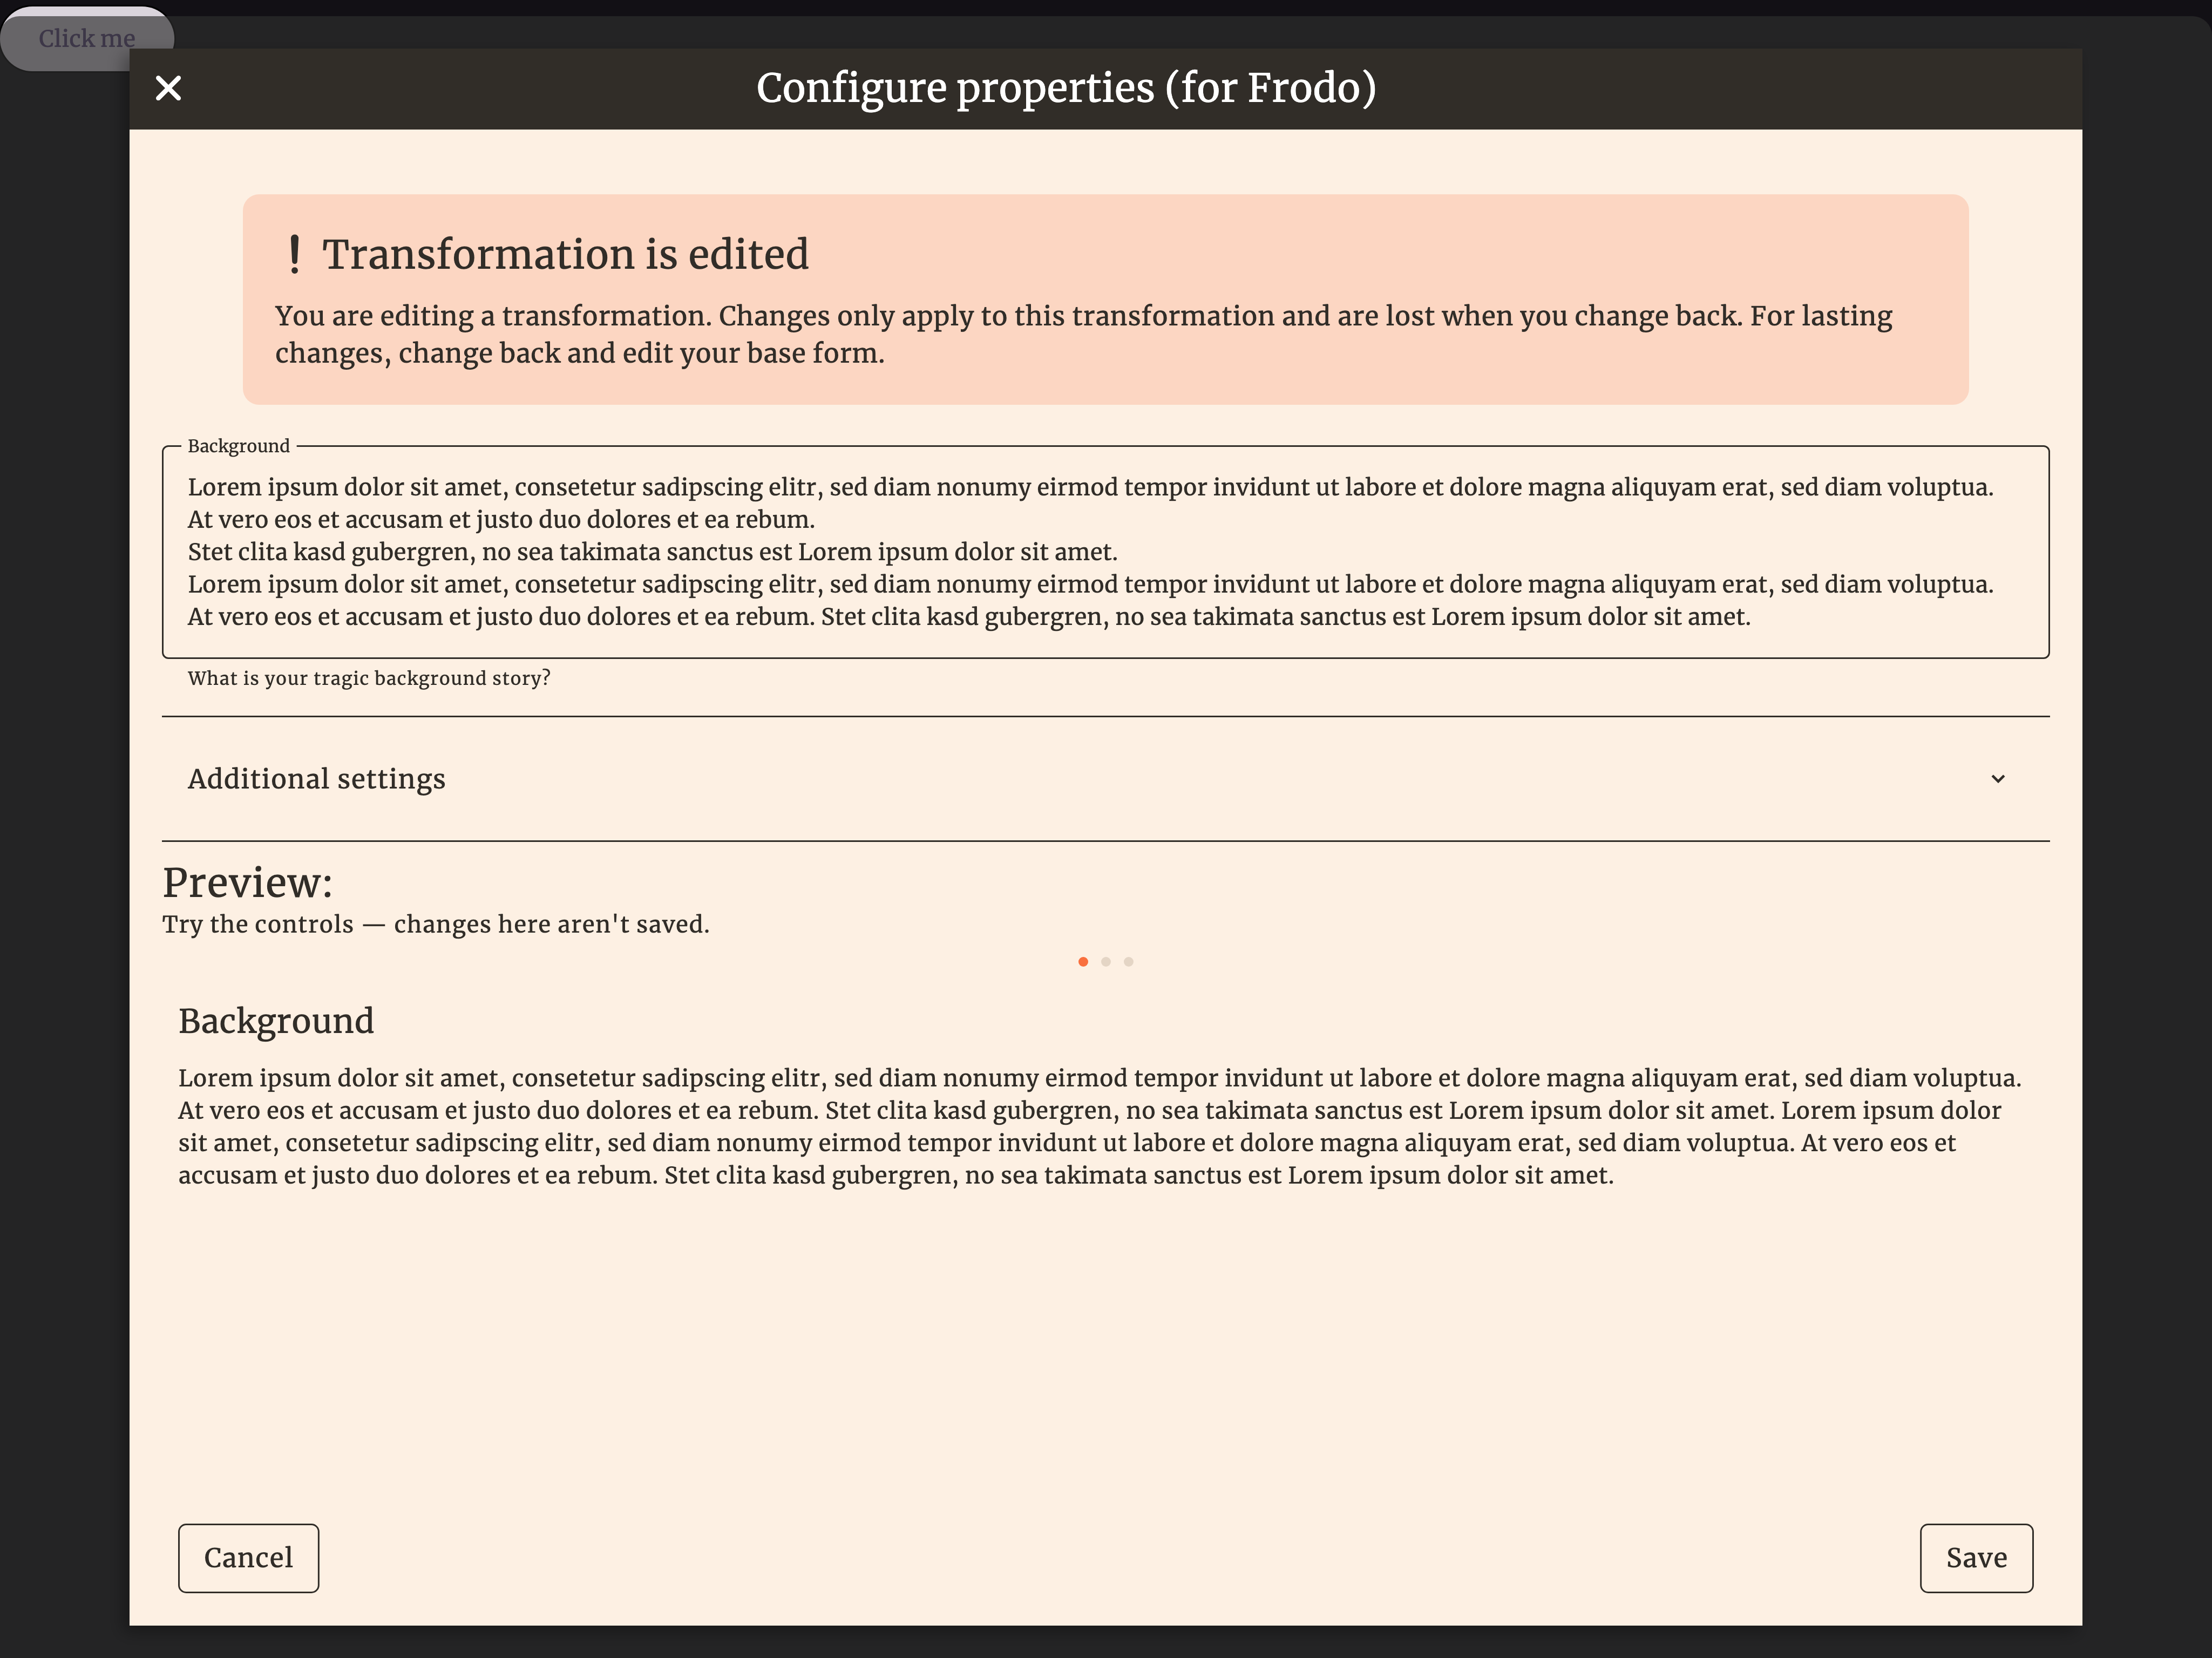 Click me
Configure properties (for Frodo)
! Transformation is edited
You are editing a transformation. Changes only apply to this transformation and are lost when you change back. For lasting
changes, change back and edit your base form.
Background
Lorem ipsum dolor sit amet, consetetur sadipscing elitr, sed diam nonumy eirmod tempor invidunt ut labore et dolore magna aliquyam erat, sed diam voluptua.
At vero eos et accusam et justo duo dolores et ea rebum.
Stet clita kasd gubergren, no sea takimata sanctus est Lorem ipsum dolor sit amet.
Lorem ipsum dolor sit amet, consetetur sadipscing elitr, sed diam nonumy eirmod tempor invidunt ut labore et dolore magna aliquyam erat, sed diam voluptua.
At vero eos et accusam et justo duo dolores et ea rebum. Stet clita kasd gubergren, no sea takimata sanctus est Lorem ipsum dolor sit amet.
What is your tragic background story?
Additional settings
Preview:
Try the controls — changes here aren't saved.
Background
Lorem ipsum dolor sit amet, consetetur sadipscing elitr, sed diam nonumy eirmod tempor invidunt ut labore et dolore magna aliquyam erat, sed diam voluptua.
At vero eos et accusam et justo duo dolores et ea rebum. Stet clita kasd gubergren, no sea takimata sanctus est Lorem ipsum dolor sit amet. Lorem ipsum dolor
sit amet, consetetur sadipscing elitr, sed diam nonumy eirmod tempor invidunt ut labore et dolore magna aliquyam erat, sed diam voluptua. At vero eos et
accusam et justo duo dolores et ea rebum. Stet clita kasd gubergren, no sea takimata sanctus est Lorem ipsum dolor sit amet.
Cancel
Save